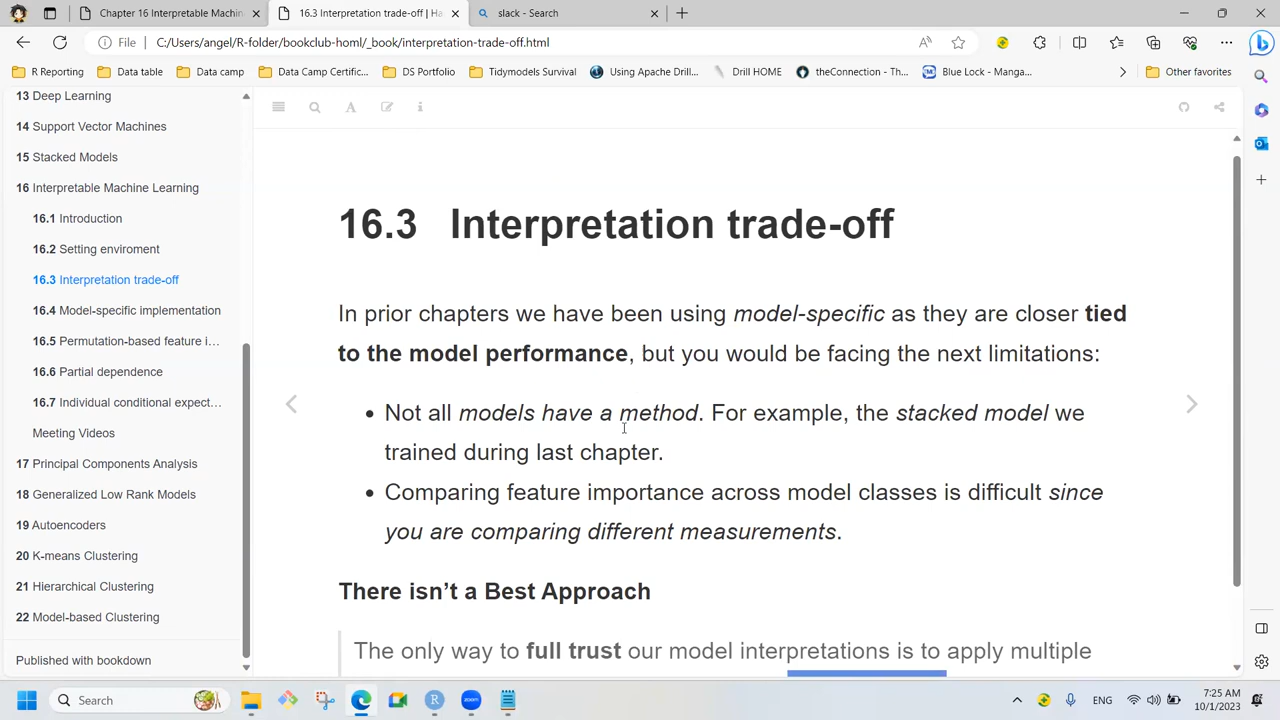 Chapter 16 Interpretable Machin
16.3 Interpretation trade-off | Ha
slack - Search
File
C:/Users/angel/R-folder/bookclub-homl/_book/interpretation-trade-off.html
R Reporting
Data table
Data camp
Data Camp Certific...
DS Portfolio
Tidymodels Survival
Using Apache Drill...
Drill HOME
theConnection - Th...
Blue Lock - Manga...
Other favorites
13 Deep Learning
14 Support Vector Machines
15 Stacked Models
16 Interpretable Machine Learning
16.1 Introduction
16.2 Setting enviroment
16.3 Interpretation trade-off
16.4 Model-specific implementation
16.5 Permutation-based feature i...
16.6 Partial dependence
16.7 Individual conditional expect...
Meeting Videos
17 Principal Components Analysis
18 Generalized Low Rank Models
19 Autoencoders
20 K-means Clustering
21 Hierarchical Clustering
22 Model-based Clustering
Published with bookdown
16.3 Interpretation trade-off
In prior chapters we have been using model-specific as they are closer tied
to the model performance, but you would be facing the next limitations:
• Not all models have a method. For example, the stacked model we
trained during last chapter.
• Comparing feature importance across model classes is difficult since
you are comparing different measurements.
There isn't a Best Approach
The only way to full trust our model interpretations is to apply multiple
Search
ENG
7:25 AM
10/1/2023